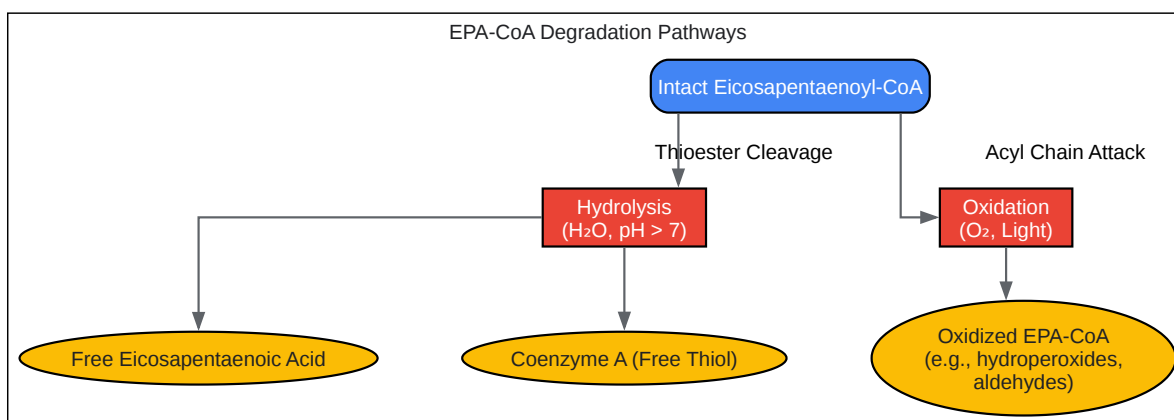 EPA-CoA Degradation Pathways
Intact Eicosapentaenoyl-CoA
Thioester Cleavage
Acyl Chain Attack
Hydrolysis
(H₂O, pH > 7)
Oxidation
(O₂, Light)
Free Eicosapentaenoic Acid
Coenzyme A (Free Thiol)
Oxidized EPA-CoA
(e.g., hydroperoxides,
aldehydes)